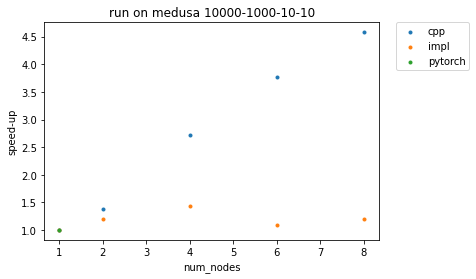 run on medusa 10000-1000-10-10
cpp
impl
pytorch
speed-up
4.5
4.0
3.5
3.0
2.5
2.0
1.5
1.0
1 2 3 4 5 6 7 8
num_nodes